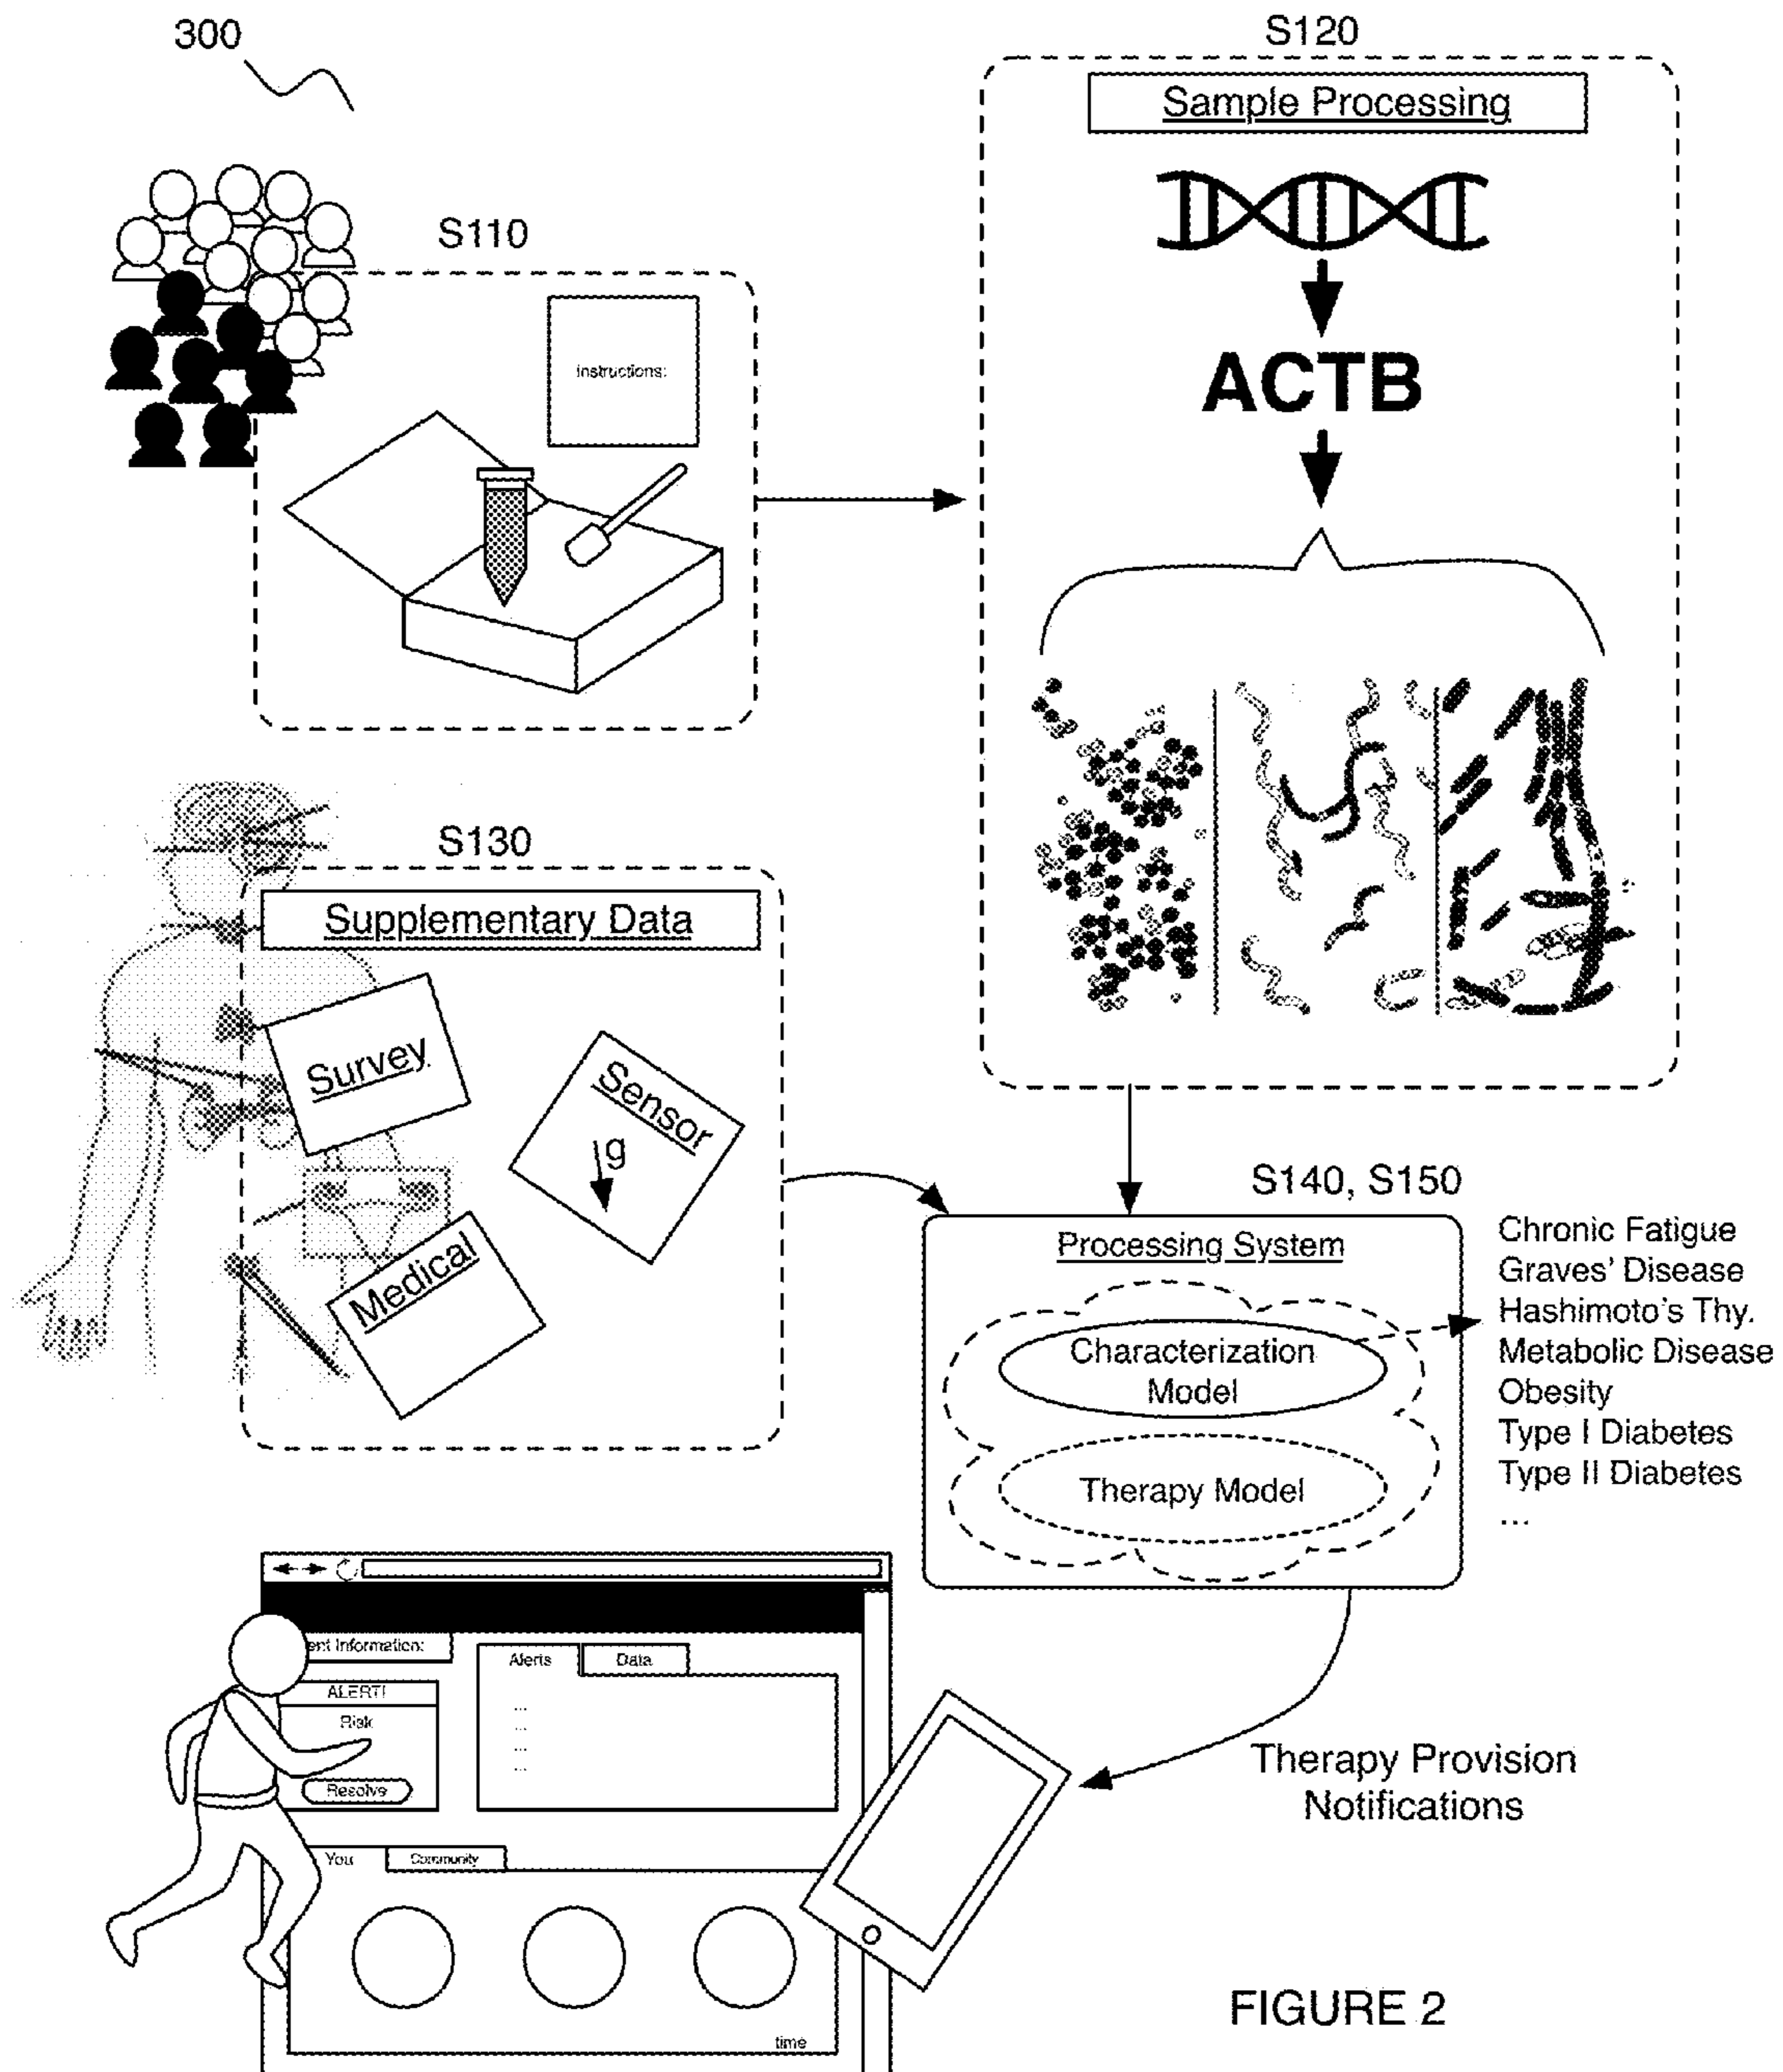 300
S110
Instructions:
S120
Sample Processing
ACTB
S130
Supplementary Data
Survey
Sensor
g
Medical
S140, S150
Processing System
Characterization
Model
Therapy Model
Chronic Fatigue
Graves' Disease
Hashimoto's Thy.
Metabolic Disease
Obesity
Type I Diabetes
Type II Diabetes
...
ent Information:
ALERT!
Risk
Resolve
Alerts
Data
...
...
...
...
You
Community
time
Therapy Provision
Notifications
FIGURE 2